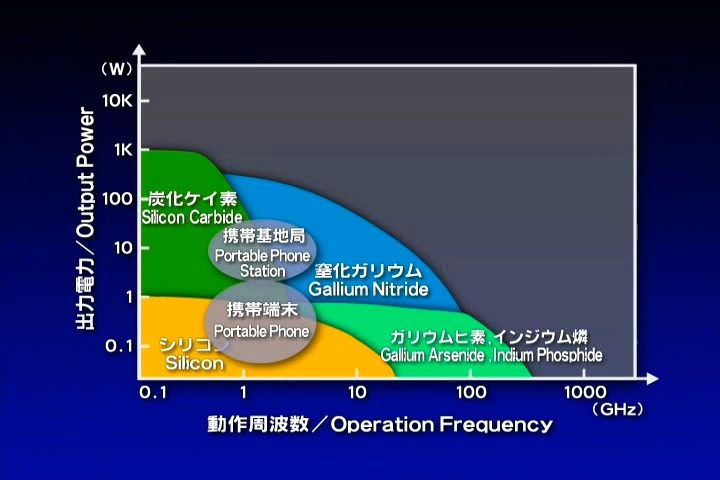 (W)
10K
1K
100
10
1
0.1
出力電力／Output Power
炭化ケイ素
Silicon Carbide
携帯基地局
Portable Phone
Station
窒化ガリウム
Gallium Nitride
携帯端末
Portable Phone
シリコン
Silicon
ガリウムヒ素,インジウム燐
Gallium Arsenide ,Indium Phosphide
0.1
1
10
100
1000
(GHz)
動作周波数／Operation Frequency